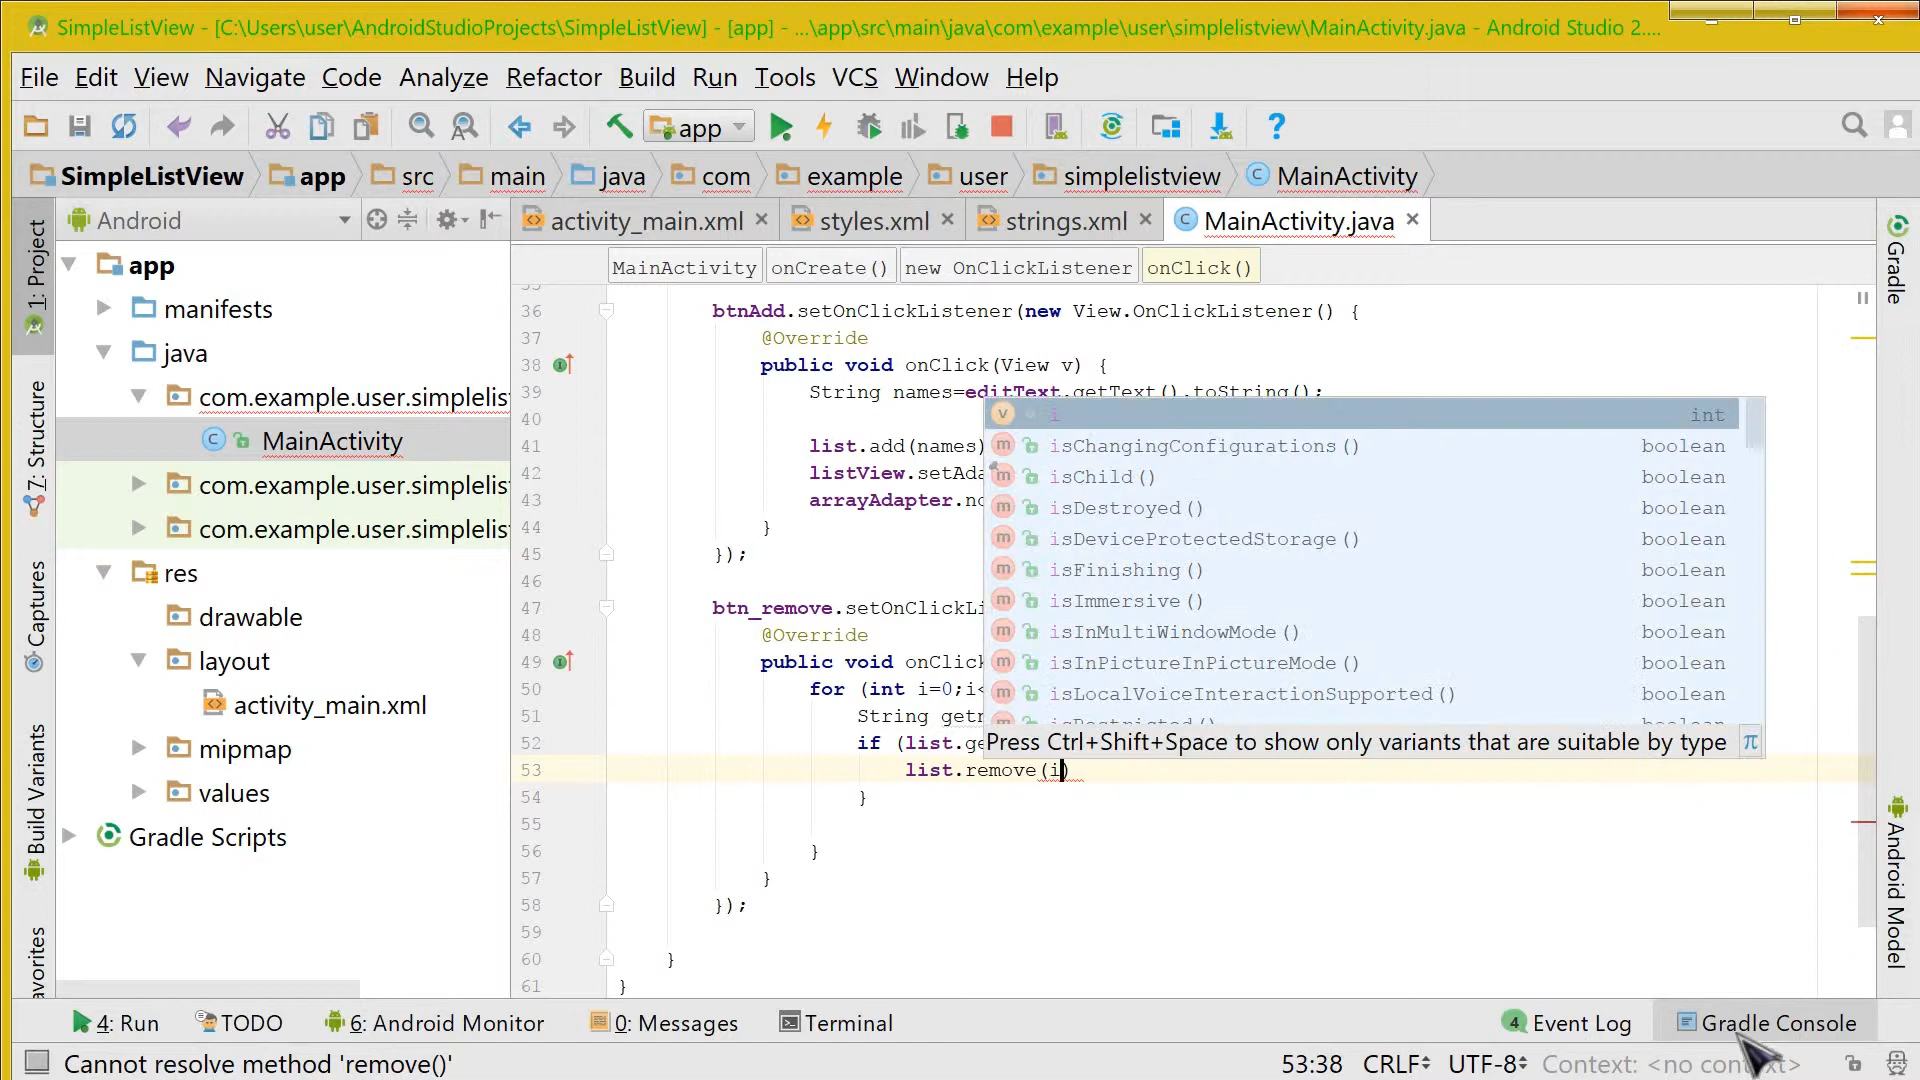 SimpleListView - [C:\Users\user\AndroidStudioProjects\SimpleListView] - [app] - ...\app\src\main\java\com\example\user\simplelistview\MainActivity.java - Android Studio 2....
File Edit View Navigate Code Analyze Refactor Build Run Tools VCS Window Help
app
SimpleListView app src main java com example user simplelistview MainActivity
Android
activity_main.xml styles.xml strings.xml MainActivity.java
MainActivity onCreate() new OnClickListener onClick()
1: Project
7: Structure
Captures
Build Variants
avorites
app
manifests
java
com.example.user.simplelis
MainActivity
com.example.user.simplelis
com.example.user.simplelis
res
drawable
layout
activity_main.xml
mipmap
values
Gradle Scripts
36 btnAdd.setOnClickListener(new View.OnClickListener() {
37 @Override
38 public void onClick(View v) {
39 String names=editText.getText().toString();
40
41 list.add(names)
42 listView.setAda
43 arrayAdapter.no
44 }
45 });
46
47 btn_remove.setOnClickLi
48 @Override
49 public void onClic
50 for (int i=0;i<
51 String getn
52 if (list.ge
53 list.remove(i)
54 }
55
56 }
57 }
58 });
59
60 }
61 }
i int
isChangingConfigurations() boolean
isChild() boolean
isDestroyed() boolean
isDeviceProtectedStorage() boolean
isFinishing() boolean
isImmersive() boolean
isInMultiWindowMode() boolean
isInPictureInPictureMode() boolean
isLocalVoiceInteractionSupported() boolean
Press Ctrl+Shift+Space to show only variants that are suitable by type π
Gradle
Android Model
4: Run TODO 6: Android Monitor 0: Messages Terminal 4 Event Log Gradle Console
Cannot resolve method 'remove()' 53:38 CRLF UTF-8 Context: <no context>